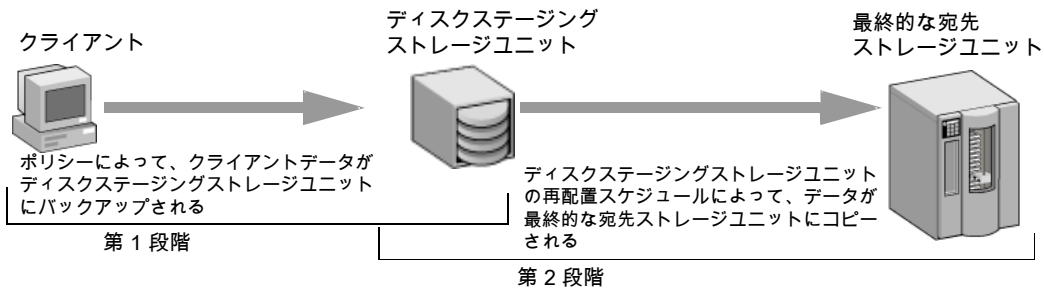 クライアント
ディスクステージング
ストレージユニット
最終的な宛先
ストレージユニット
ポリシーによって、クライアントデータが
ディスクステージングストレージユニット
にバックアップされる
ディスクステージングストレージユニット
の再配置スケジュールによって、データが
最終的な宛先ストレージユニットにコピー
される
第 1 段階
第 2 段階